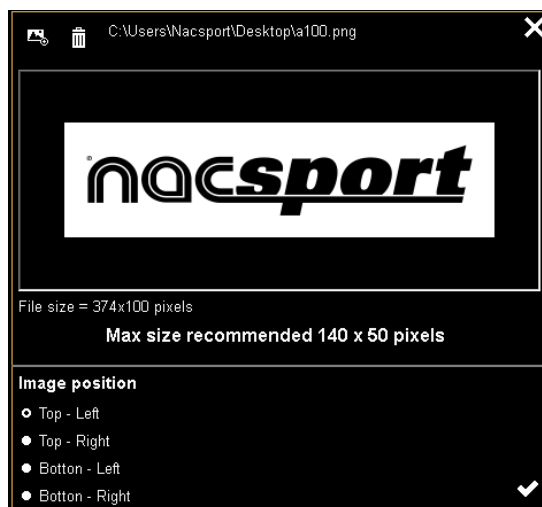 C:\Users\Nacsport\Desktop\a100.png
nacsport
File size = 374x100 pixels
Max size recommended 140 x 50 pixels
Image position
Top - Left
Top - Right
Botton - Left
Botton - Right